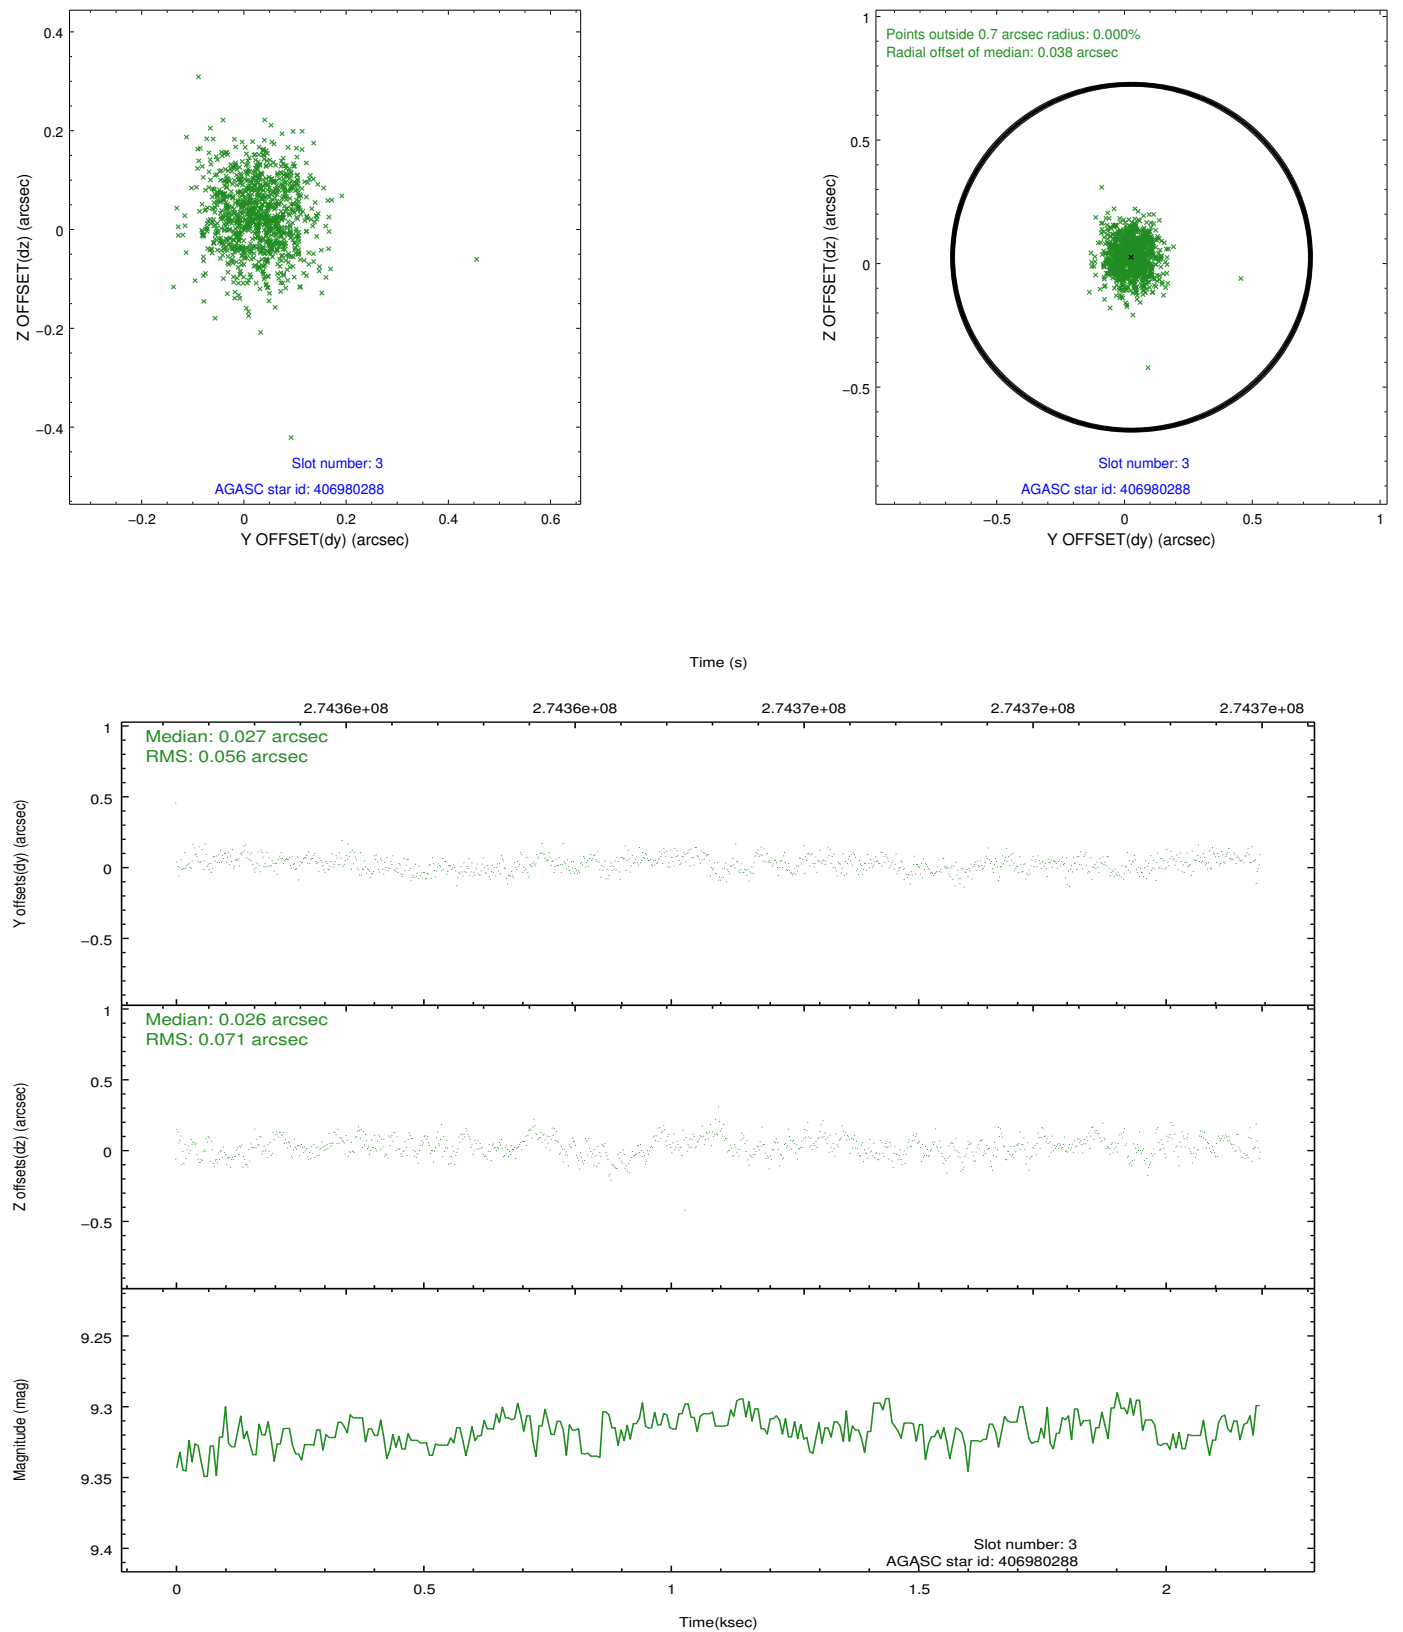 0.4
0.2
0
−0.2
−0.4
Z OFFSET(dz) (arcsec)
Slot number: 3
AGASC star id: 406980288
−0.2 0 0.2 0.4 0.6
Y OFFSET(dy) (arcsec)
1
0.5
0
−0.5
Z OFFSET(dz) (arcsec)
Points outside 0.7 arcsec radius: 0.000%
Radial offset of median: 0.038 arcsec
Slot number: 3
AGASC star id: 406980288
−0.5 0 0.5 1
Y OFFSET(dy) (arcsec)
Time (s)
2.7436e+08 2.7436e+08 2.7437e+08 2.7437e+08 2.7437e+08
1
0.5
0
−0.5
Y offsets(dy) (arcsec)
Median: 0.027 arcsec
RMS: 0.056 arcsec
1
0.5
0
−0.5
Z offsets(dz) (arcsec)
Median: 0.026 arcsec
RMS: 0.071 arcsec
9.25
9.3
9.35
9.4
Magnitude (mag)
Slot number: 3
AGASC star id: 406980288
0 0.5 1 1.5 2
Time(ksec)